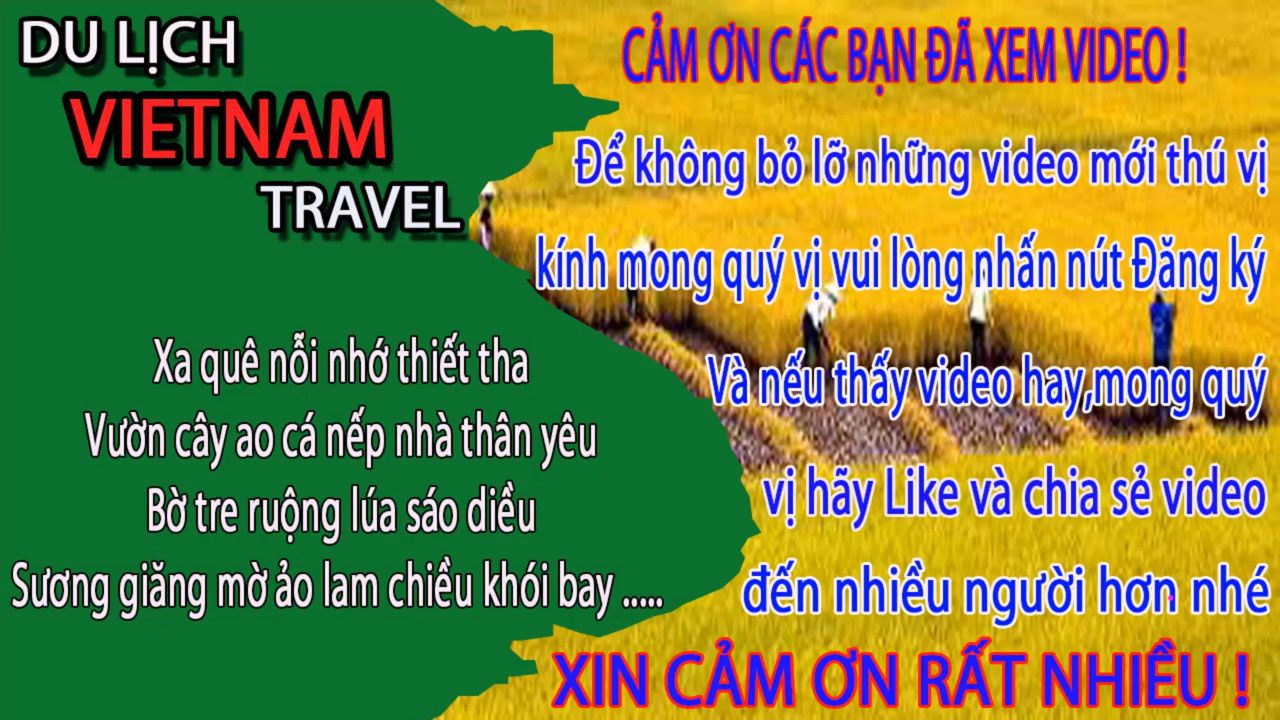 DU LỊCH
VIETNAM
TRAVEL
Xa quê nỗi nhớ thiết tha
Vườn cây ao cá nếp nhà thân yêu
Bờ tre ruộng lúa sáo diều
Sương giăng mờ ảo lam chiều khói bay .....
CẢM ƠN CÁC BẠN ĐÃ XEM VIDEO !
Để không bỏ lỡ những video mới thú vị
kính mong quý vị vui lòng nhấn nút Đăng ký
Và nếu thấy video hay,mong quý
vị hãy Like và chia sẻ video
đến nhiều người hơn nhé
XIN CẢM ƠN RẤT NHIỀU !